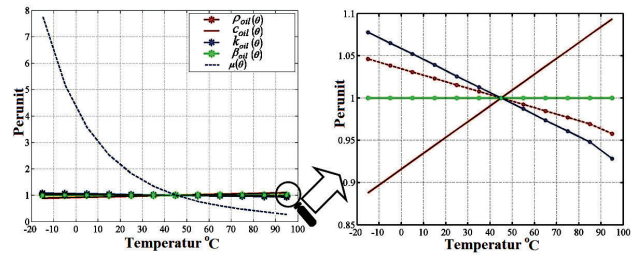 Perunit
8
7
6
5
4
3
2
1
0
-20 -10 0 10 20 30 40 50 60 70 80 90 100
Temperatur °C
ρoil(θ)
coil(θ)
koil(θ)
βoil(θ)
μ(θ)
Perunit
1.1
1.05
1
0.95
0.9
0.85
-20 -10 0 10 20 30 40 50 60 70 80 90 100
Temperatur °C